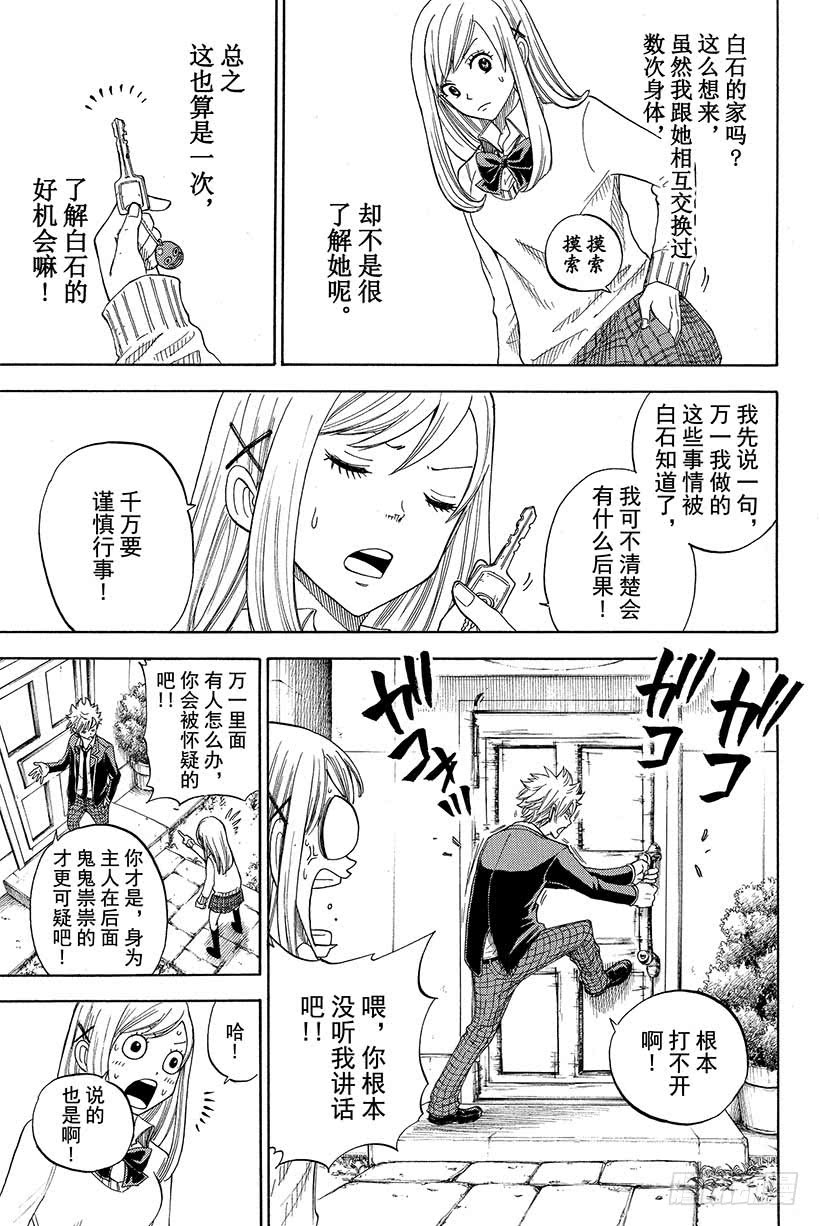 白石的家吗？
这么想来，
虽然我跟她相互交换过
数次身体，
摸索
摸索
却不是很
了解她呢。
总之
这也算是一次，
了解白石的
好机会嘛！
我先说一句，
万一我做的
这些事情被
白石知道了，
我可不清楚会
有什么后果！
千万要
谨慎行事！
ガコ
ガコガコ
根本
打不开
啊！
喂，你根本
没听我讲话
吧！！
万一里面
有人怎么办
你会被怀疑的
吧！！
你才是，身为
主人在后面
鬼鬼祟祟的
才更可疑吧！
哈！
说的
也是啊！